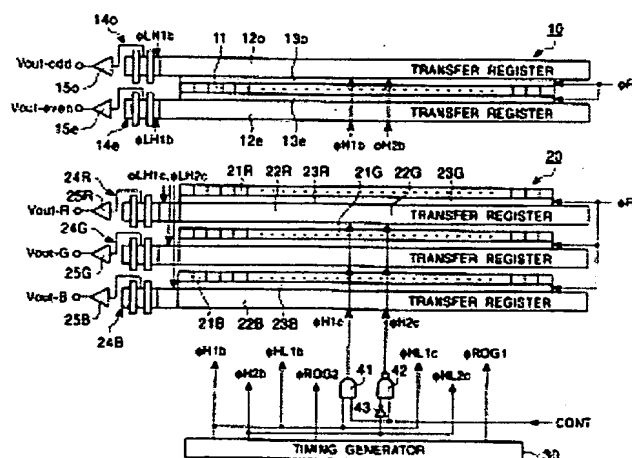 14o φLH1b 11 12o 13o 10
Vout-odd TRANSFER REGISTER
15o
Vout-even TRANSFER REGISTER
15e
14e φLH1b 12e 13e φH1b φH2b
24R φLH1c, φLH2c 21R 22R 23R 21G 22G 23G 20
25R
Vout-R TRANSFER REGISTER
24G
Vout-G TRANSFER REGISTER
25G
Vout-B TRANSFER REGISTER
25B
24B 21B 22B 23B φH1c φH2c
φH1b φHL1b φHL1c φROG1
φH2b φROG2 41 42 φHL2c
43
CONT
TIMING GENERATOR 30